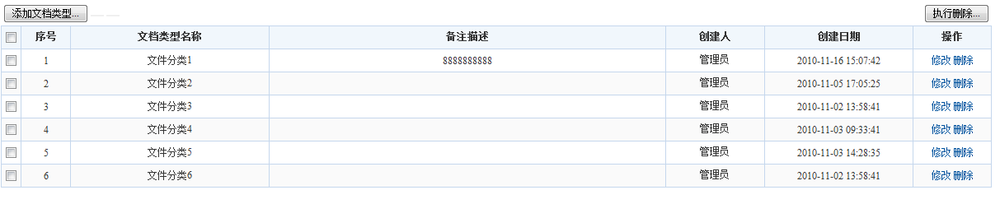 添加文档类型... 执行删除...
序号 文档类型名称 备注描述 创建人 创建日期 操作
1 文件分类1 8888888888 管理员 2010-11-16 15:07:42 修改 删除
2 文件分类2 管理员 2010-11-05 17:05:25 修改 删除
3 文件分类3 管理员 2010-11-02 13:58:41 修改 删除
4 文件分类4 管理员 2010-11-03 09:33:41 修改 删除
5 文件分类5 管理员 2010-11-03 14:28:35 修改 删除
6 文件分类6 管理员 2010-11-02 13:58:41 修改 删除